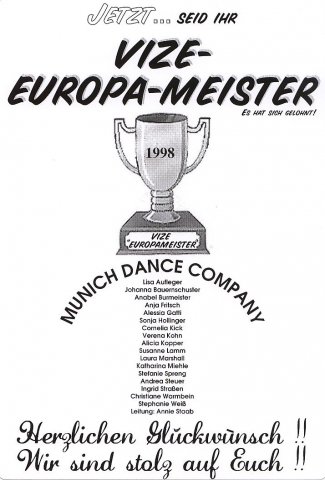 JETZT... SEID IHR
VIZE-
EUROPA-MEISTER
ES HAT SICH GELOHNT!
1998
VIZE
"EUROPAMEISTER"
MUNICH DANCE COMPANY
Lisa Aufleger
Johanna Bauernschuster
Anabel Burmeister
Anja Fritsch
Alessia Gatti
Sonja Hollinger
Cornelia Kick
Verena Kohn
Alicia Kopper
Susanne Lamm
Laura Marshall
Katharina Miehle
Stefanie Spreng
Andrea Steuer
Ingrid Straßen
Christiane Warmbein
Stephanie Weiß
Leitung: Annie Staab
Herzlichen Glückwùnsch !!
Wir sind stolz auf Euch !!